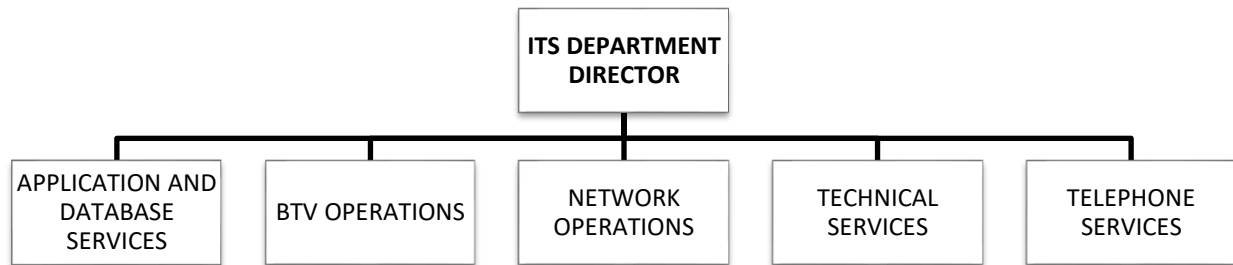 ITS DEPARTMENT
DIRECTOR
APPLICATION AND
DATABASE
SERVICES
BTV OPERATIONS
NETWORK
OPERATIONS
TECHNICAL
SERVICES
TELEPHONE
SERVICES